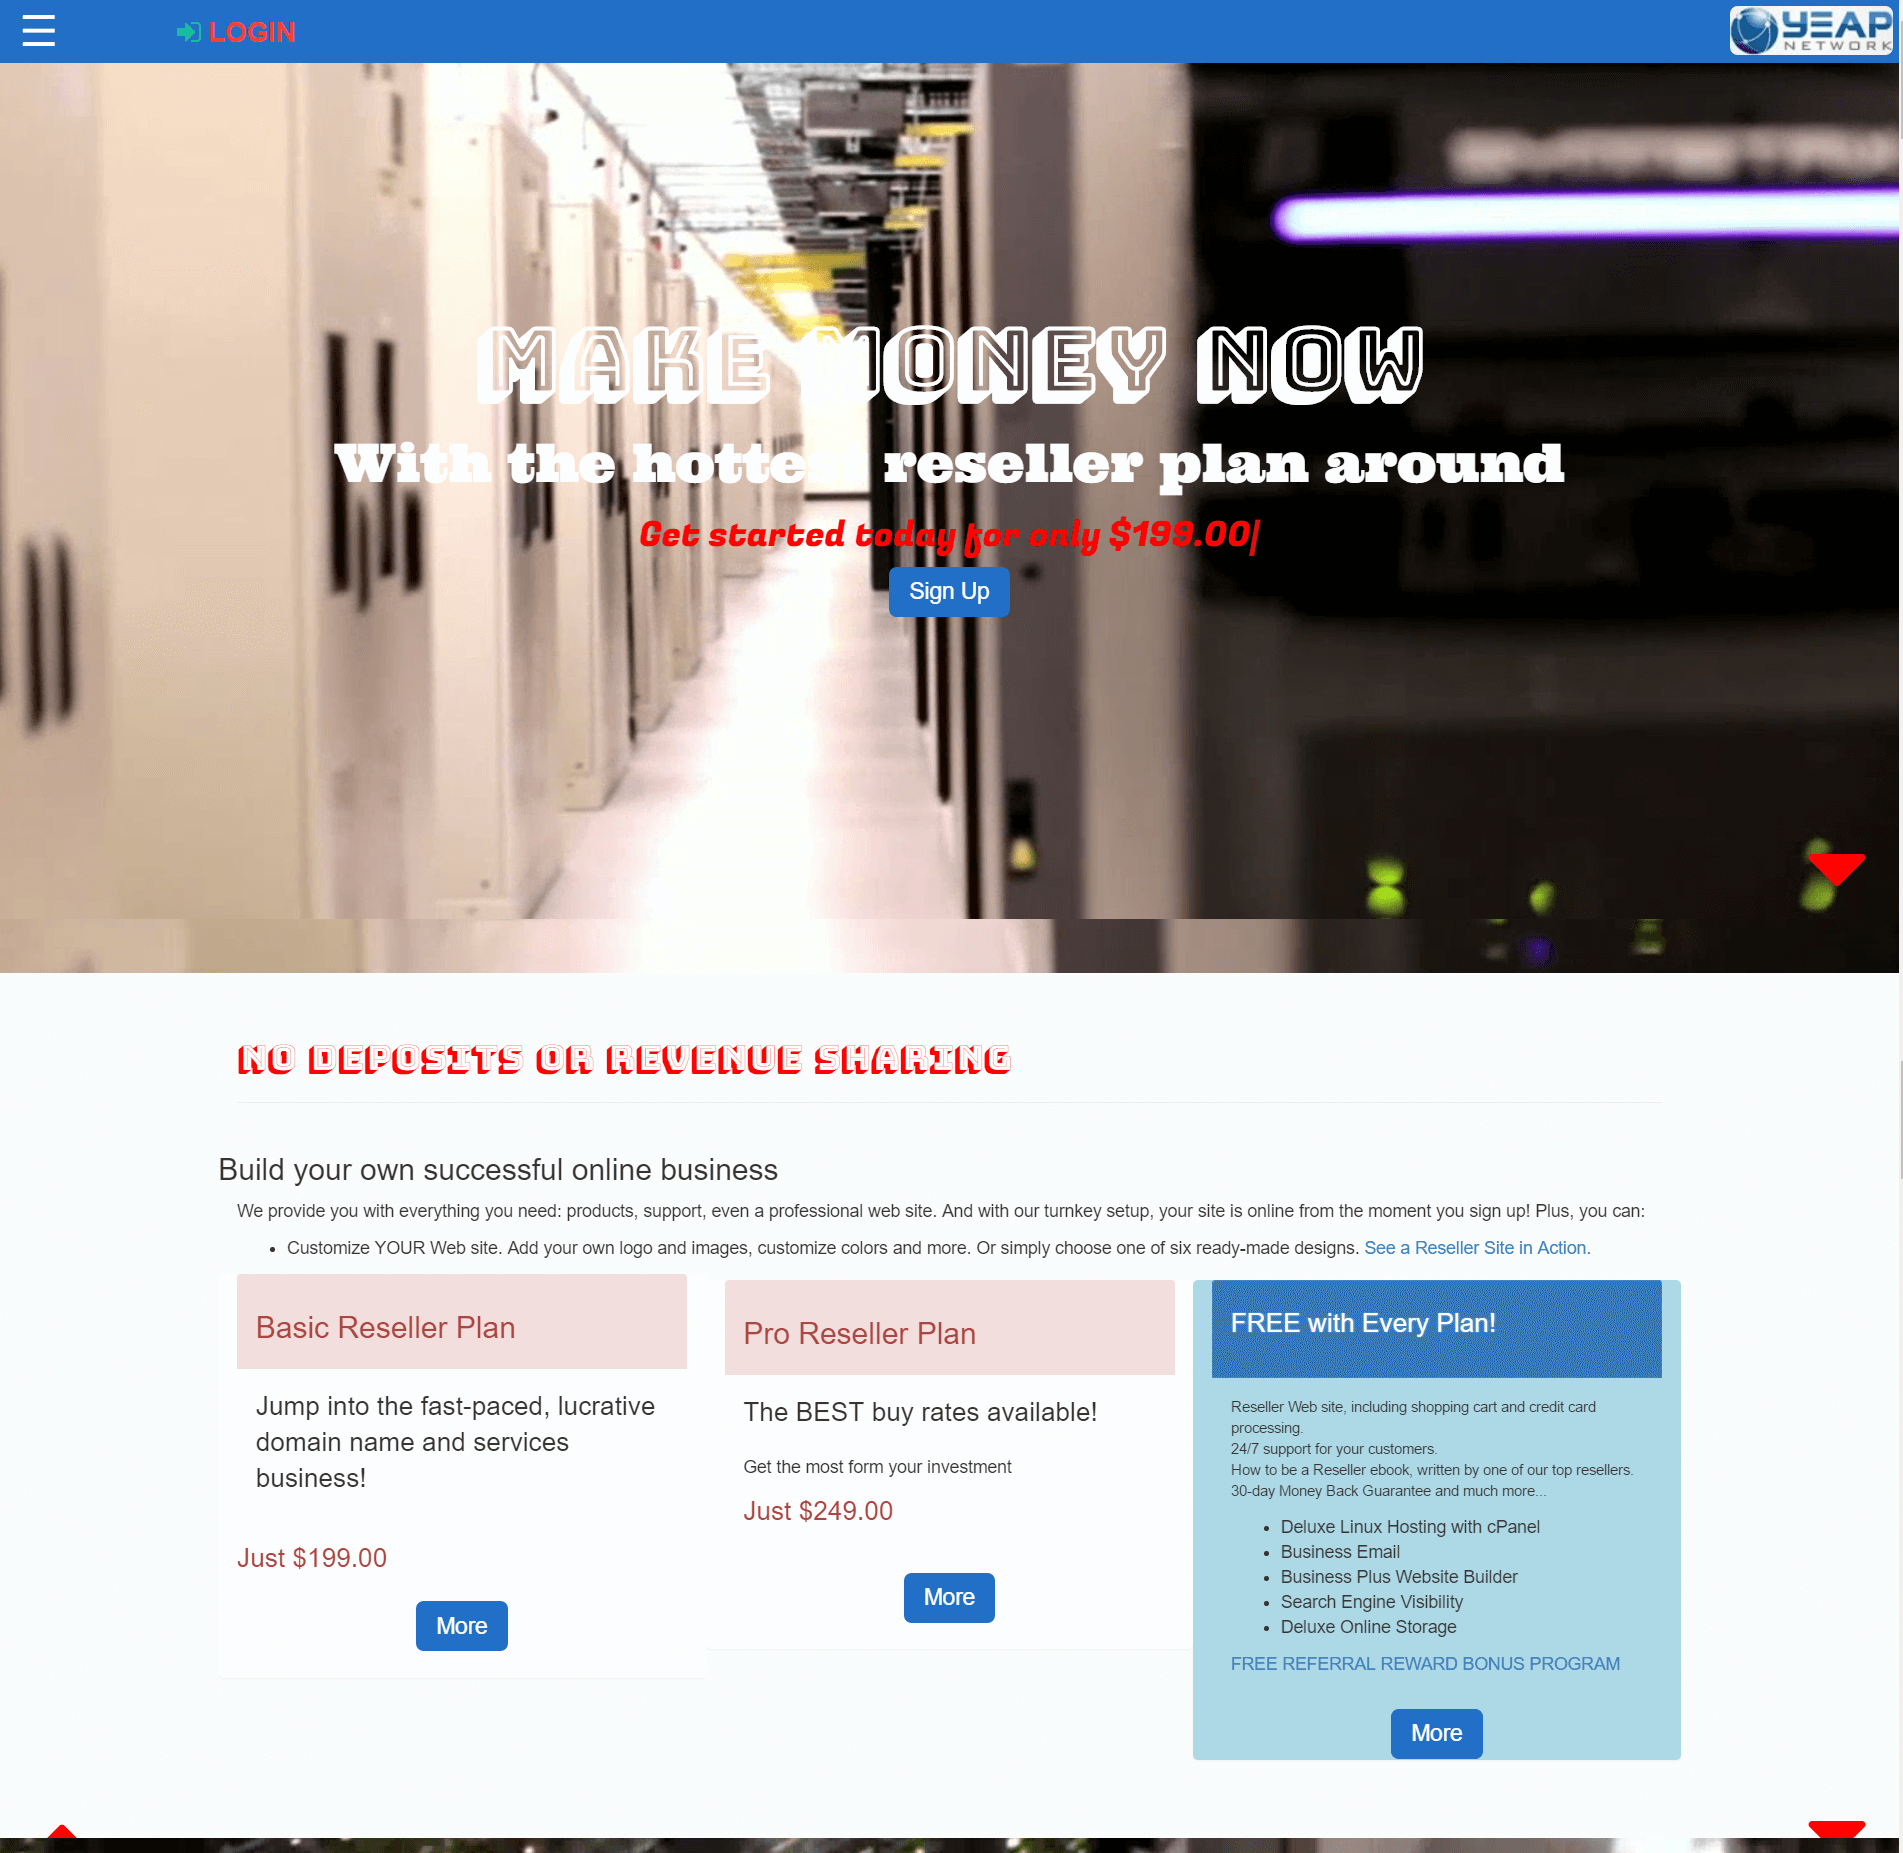 LOGIN
YEAP
NETWORK
MAKE MONEY NOW
With the hottest reseller plan around
Get started today for only $199.00|
Sign Up
NO DEPOSITS OR REVENUE SHARING
Build your own successful online business
We provide you with everything you need: products, support, even a professional web site. And with our turnkey setup, your site is online from the moment you sign up! Plus, you can:
• Customize YOUR Web site. Add your own logo and images, customize colors and more. Or simply choose one of six ready-made designs. See a Reseller Site in Action.
Basic Reseller Plan
Jump into the fast-paced, lucrative
domain name and services
business!
Just $199.00
More
Pro Reseller Plan
The BEST buy rates available!
Get the most form your investment
Just $249.00
More
FREE with Every Plan!
Reseller Web site, including shopping cart and credit card
processing.
24/7 support for your customers.
How to be a Reseller ebook, written by one of our top resellers.
30-day Money Back Guarantee and much more...
• Deluxe Linux Hosting with cPanel
• Business Email
• Business Plus Website Builder
• Search Engine Visibility
• Deluxe Online Storage
FREE REFERRAL REWARD BONUS PROGRAM
More